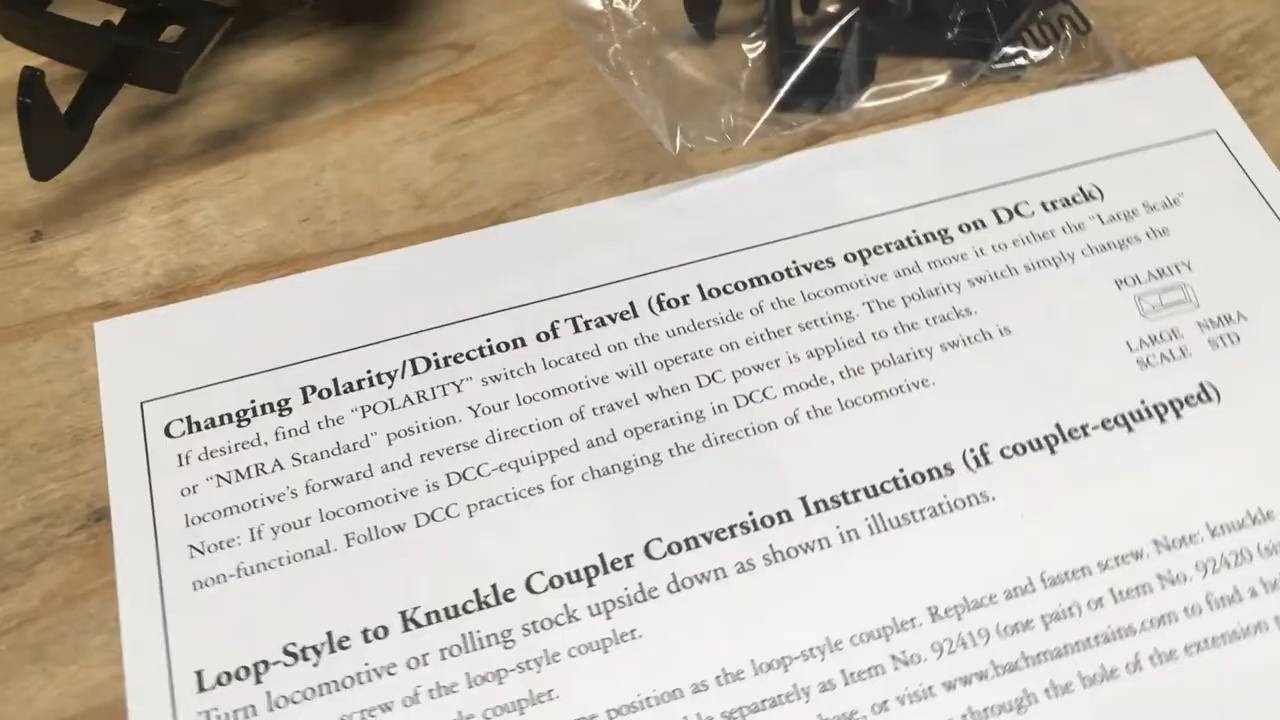 Changing Polarity/Direction of Travel (for locomotives operating on DC track)
If desired, find the “POLARITY” switch located on the underside of the locomotive and move it to either the “Large Scale”
or “NMRA Standard” position. Your locomotive will operate on either setting. The polarity switch simply changes the
locomotive’s forward and reverse direction of travel when DC power is applied to the tracks.
Note: If your locomotive is DCC-equipped and operating in DCC mode, the polarity switch is
non-functional. Follow DCC practices for changing the direction of the locomotive.
POLARITY
LARGE NMRA
SCALE STD
Loop-Style to Knuckle Coupler Conversion Instructions (if coupler-equipped)
Turn locomotive or rolling stock upside down as shown in illustrations.
screw of the loop-style coupler.
coupler.
position as the loop-style coupler. Replace and fasten screw. Note: knuckle
separately as Item No. 92419 (one pair) or Item No. 92420 (si
or visit www.bachmanntrains.com to find a
through the hole of the extension